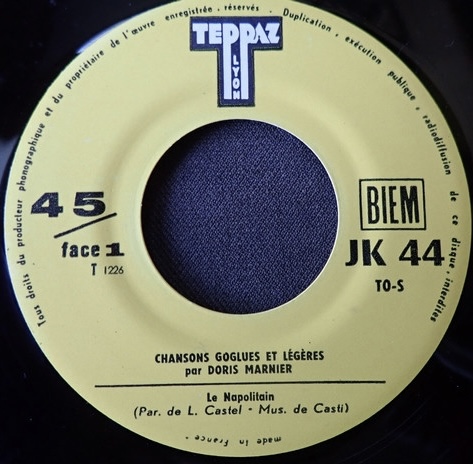 Tous droits du producteur phonographique et du propriétaire de l'œuvre enregistrée . réservés - Duplication , exécution publique , radiodiffusion de ce disque . interdites
TEPPAZ
LYON
45
face 1
T 1226
BIEM
JK 44
TO-S
CHANSONS GOGLUES ET LÉGÈRES
par DORIS MARNIER
Le Napolitain
(Par. de L. Castel - Mus. de Casti)
made in France